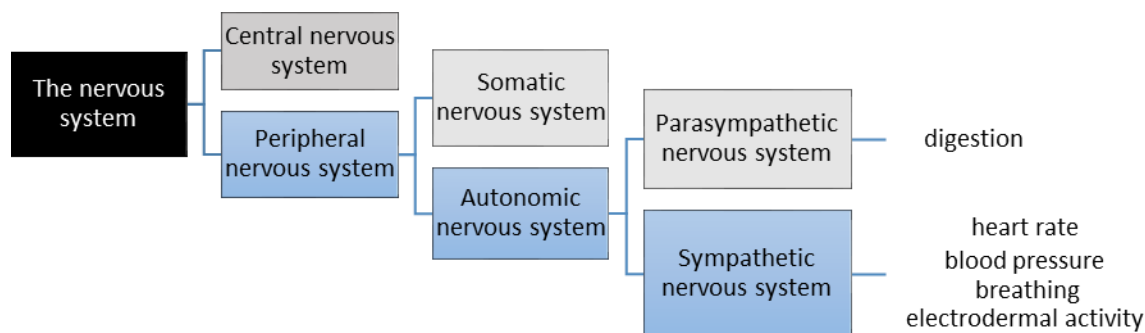 The nervous
system
Central nervous
system
Peripheral
nervous system
Somatic
nervous system
Autonomic
nervous system
Parasympathetic
nervous system
digestion
Sympathetic
nervous system
heart rate
blood pressure
breathing
electrodermal activity